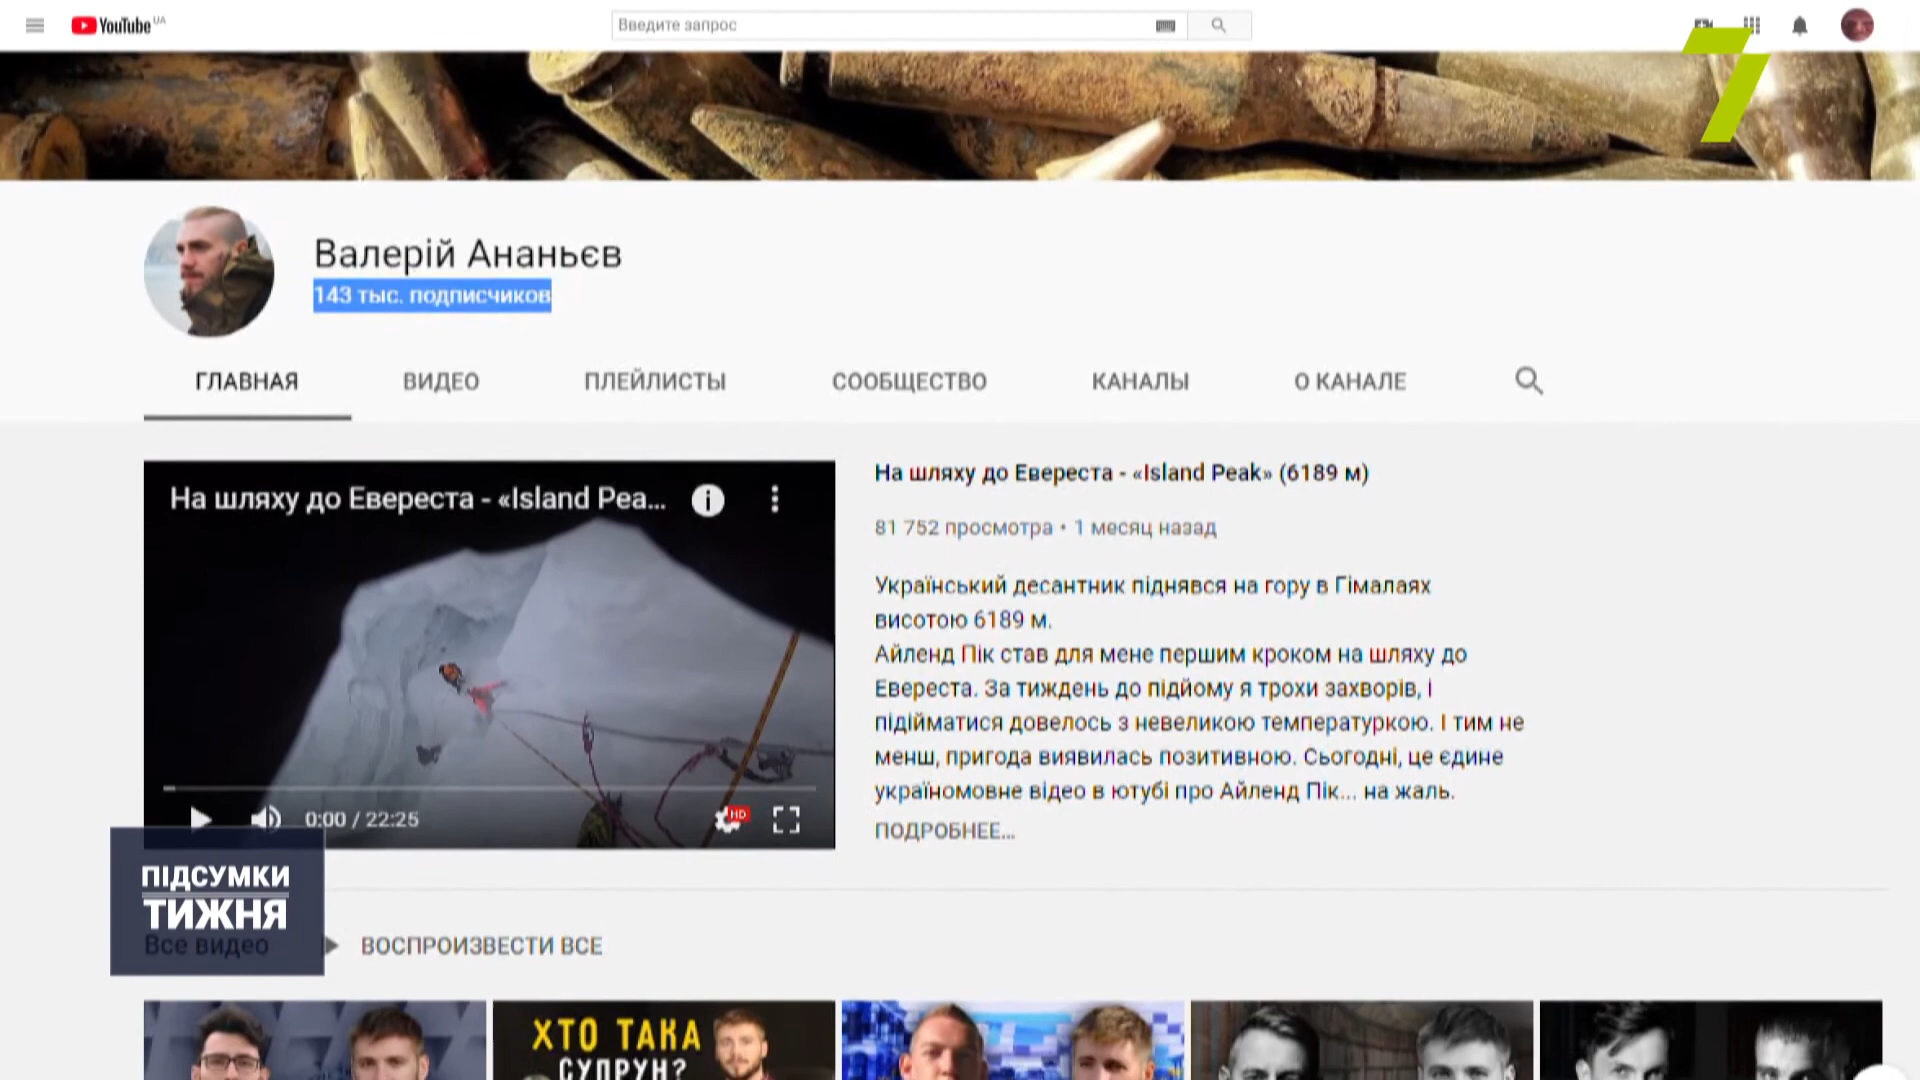 YouTube UA
Введите запрос
7
Валерій Ананьєв
143 тыс. подписчиков
ГЛАВНАЯ
ВИДЕО
ПЛЕЙЛИСТЫ
СООБЩЕСТВО
КАНАЛЫ
О КАНАЛЕ
На шляху до Евереста - «Island Pea...
0:00 / 22:25
HD
На шляху до Евереста - «Island Peak» (6189 м)
81 752 просмотра • 1 месяц назад
Український десантник піднявся на гору в Гімалаях
висотою 6189 м.
Айленд Пік став для мене першим кроком на шляху до
Евереста. За тиждень до підйому я трохи захворів, і
підійматися довелось з невеликою температуркою. І тим не
менш, пригода виявилась позитивною. Сьогодні, це єдине
україномовне відео в ютубі про Айленд Пік... на жаль.
ПОДРОБНЕЕ...
ПІДСУМКИ
ТИЖНЯ
Все видео
ВОСПРОИЗВЕСТИ ВСЕ
ХТО ТАКА
СУПРУН?